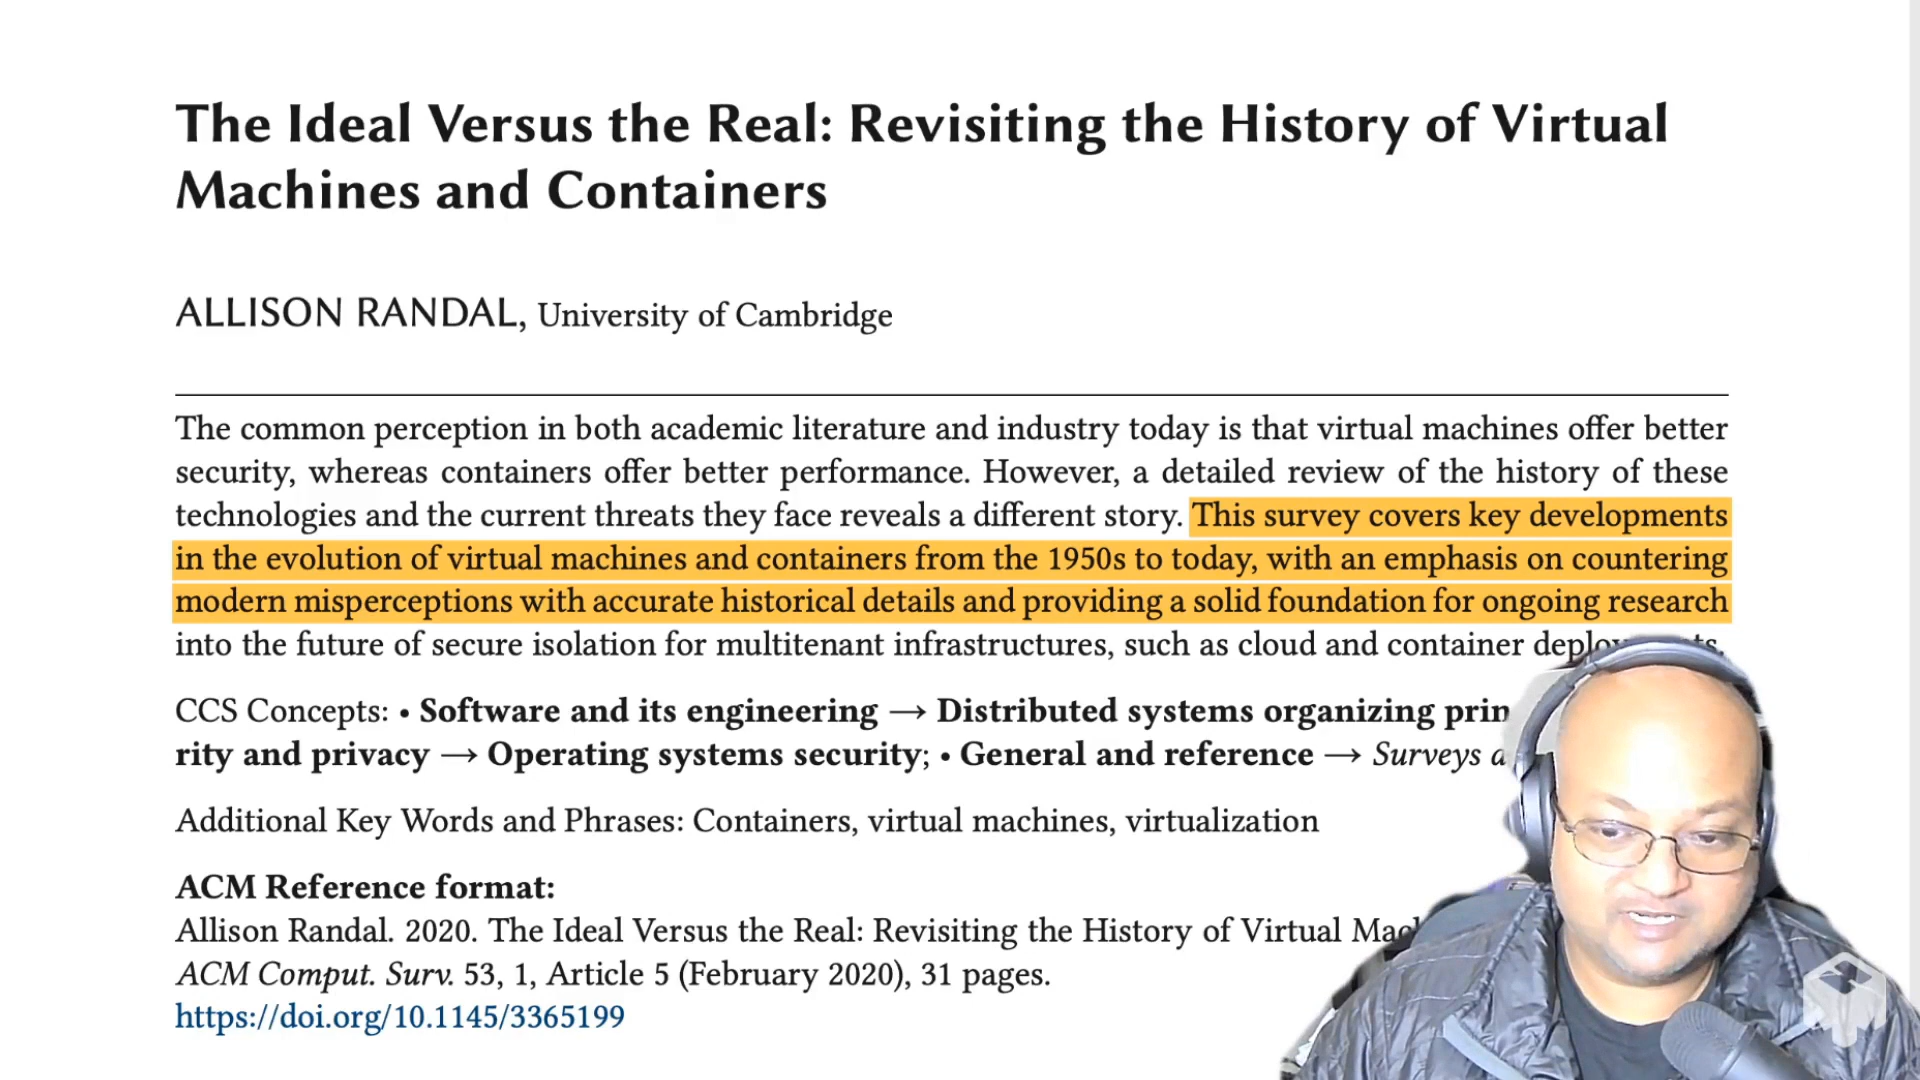 The Ideal Versus the Real: Revisiting the History of Virtual
Machines and Containers
ALLISON RANDAL, University of Cambridge
The common perception in both academic literature and industry today is that virtual machines offer better
security, whereas containers offer better performance. However, a detailed review of the history of these
technologies and the current threats they face reveals a different story. This survey covers key developments
in the evolution of virtual machines and containers from the 1950s to today, with an emphasis on countering
modern misperceptions with accurate historical details and providing a solid foundation for ongoing research
into the future of secure isolation for multitenant infrastructures, such as cloud and container
CCS Concepts: • Software and its engineering → Distributed systems organizing
rity and privacy → Operating systems security; • General and reference → Surveys
Additional Key Words and Phrases: Containers, virtual machines, virtualization
ACM Reference format:
Allison Randal. 2020. The Ideal Versus the Real: Revisiting the History of Virtual
ACM Comput. Surv. 53, 1, Article 5 (February 2020), 31 pages.
https://doi.org/10.1145/3365199